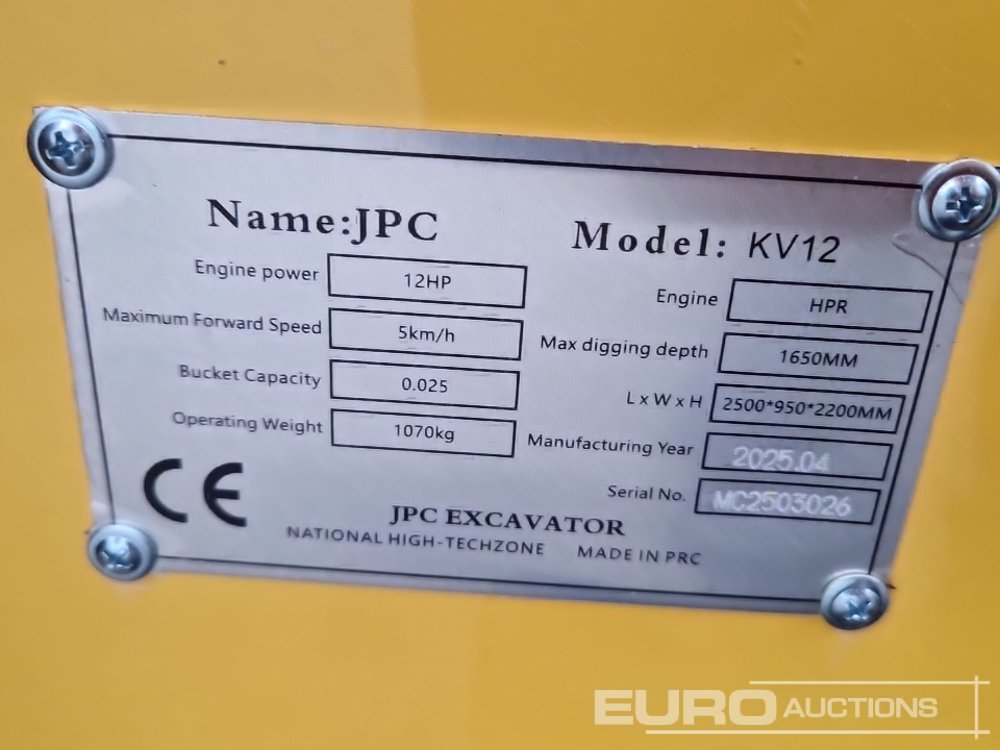 Name:JPC Model: KV12
Engine power 12HP Engine HPR
Maximum Forward Speed 5km/h Max digging depth 1650MM
Bucket Capacity 0.025 L x W x H 2500*950*2200MM
Operating Weight 1070kg Manufacturing Year 2025.04
Serial No. MC2503026
CE
JPC EXCAVATOR
NATIONAL HIGH-TECHZONE MADE IN PRC
EURO AUCTIONS